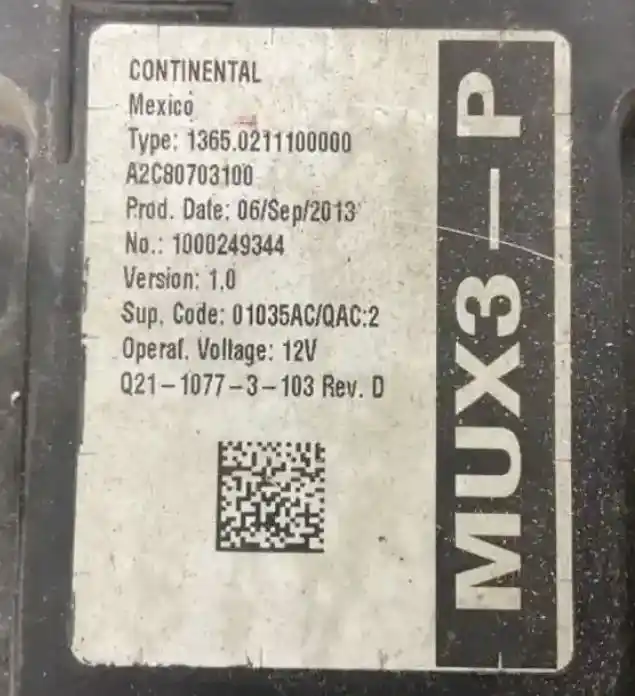 CONTINENTAL
Mexico
Type: 1365.0211100000
A2C80703100
Prod. Date: 06/Sep/2013
No.: 1000249344
Version: 1.0
Sup. Code: 01035AC/QAC:2
Operat. Voltage: 12V
Q21-1077-3-103 Rev. D
MUX3-P